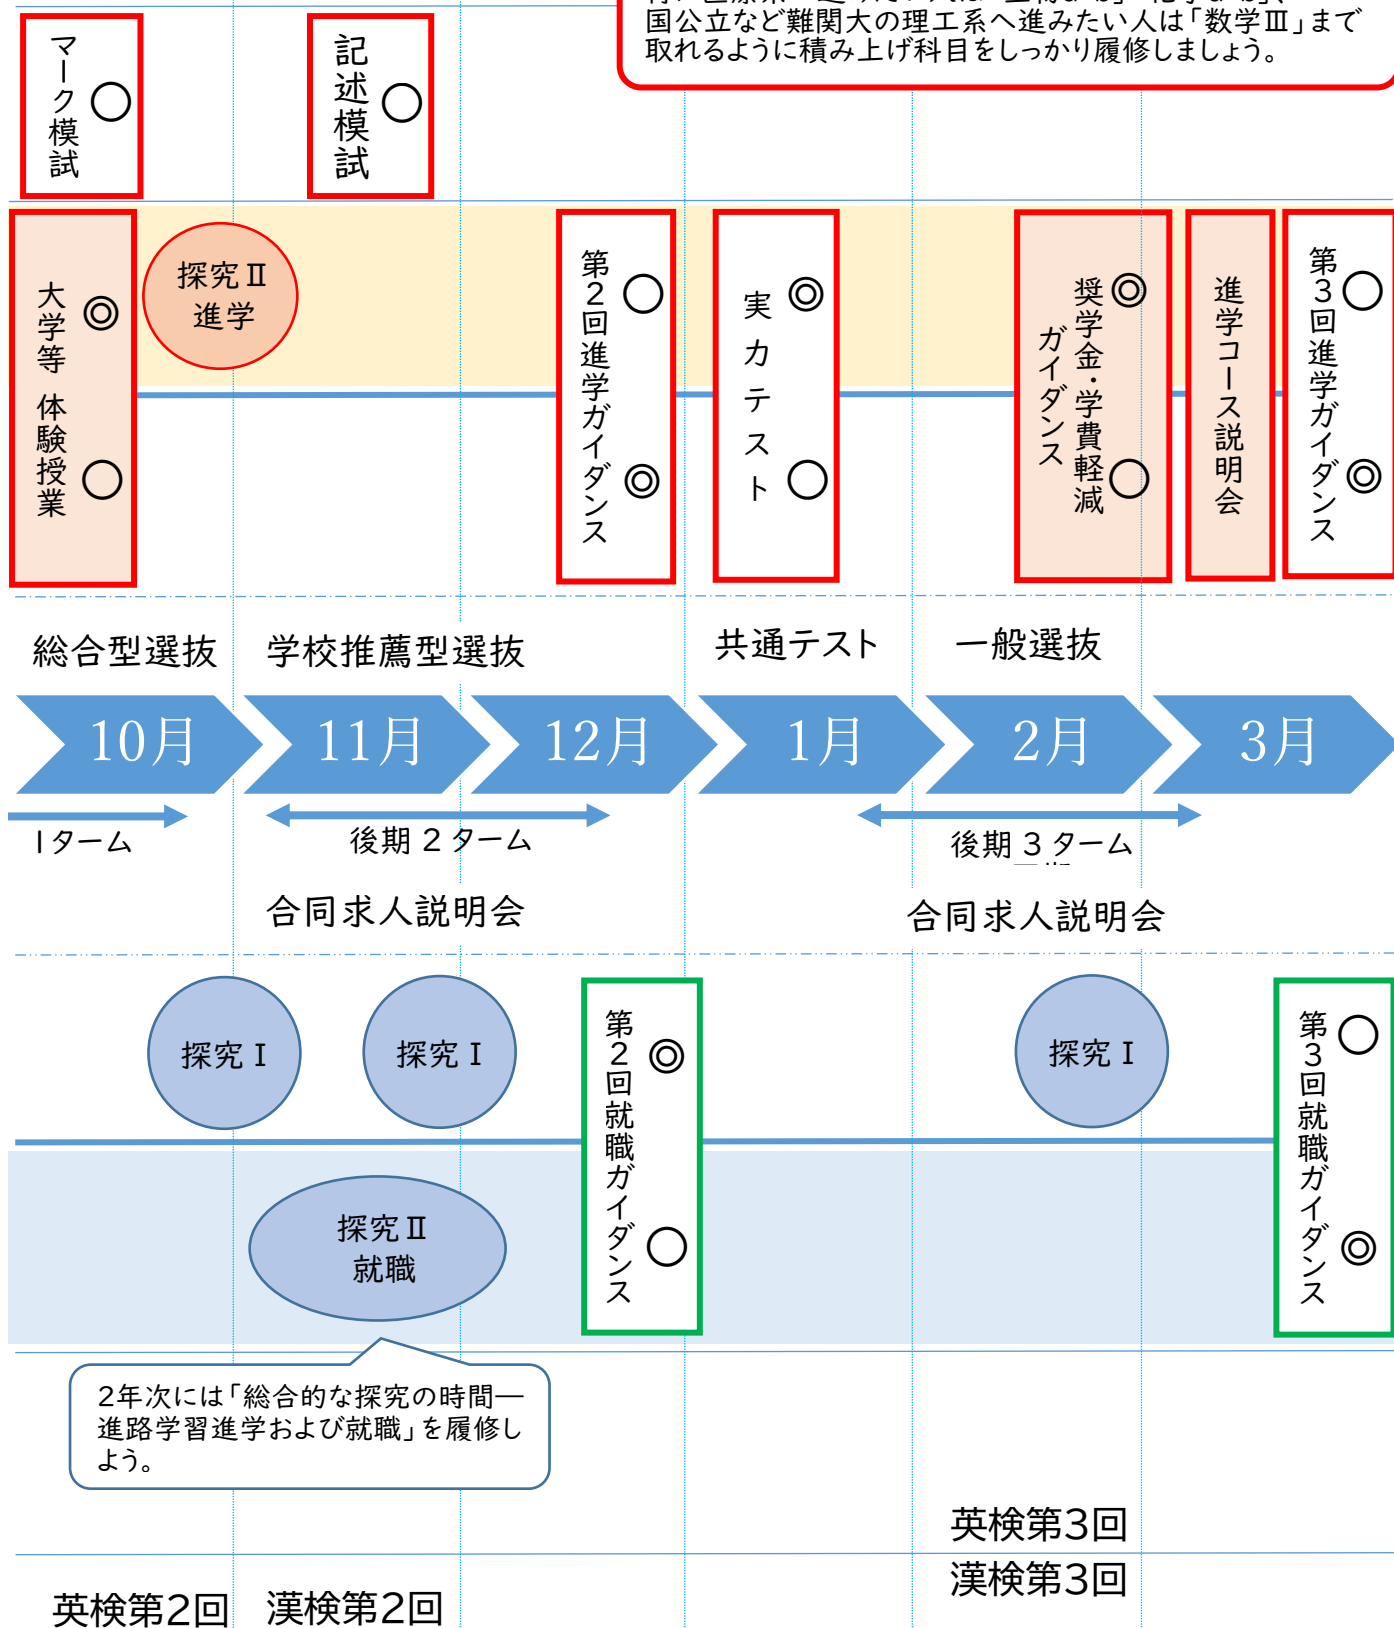 国公立など難関大の理工系へ進みたい人は「数学Ⅲ」まで
取れるように積み上げ科目をしっかり履修しましょう。
マーク模試
○
記述模試
○
大学等 体験授業
◎
○
探究Ⅱ
進学
第2回進学ガイダンス
○
◎
実力テスト
◎
○
奨学金・学費軽減
ガイダンス
◎
○
進学コース説明会
第3回進学ガイダンス
○
◎
総合型選抜
学校推薦型選抜
共通テスト
一般選抜
10月
11月
12月
1月
2月
3月
1ターム
後期2ターム
後期3ターム
合同求人説明会
合同求人説明会
探究Ⅰ
探究Ⅰ
第2回就職ガイダンス
◎
○
探究Ⅰ
第3回就職ガイダンス
○
◎
探究Ⅱ
就職
2年次には「総合的な探究の時間―
進路学習進学および就職」を履修し
よう。
英検第3回
漢検第3回
英検第2回
漢検第2回